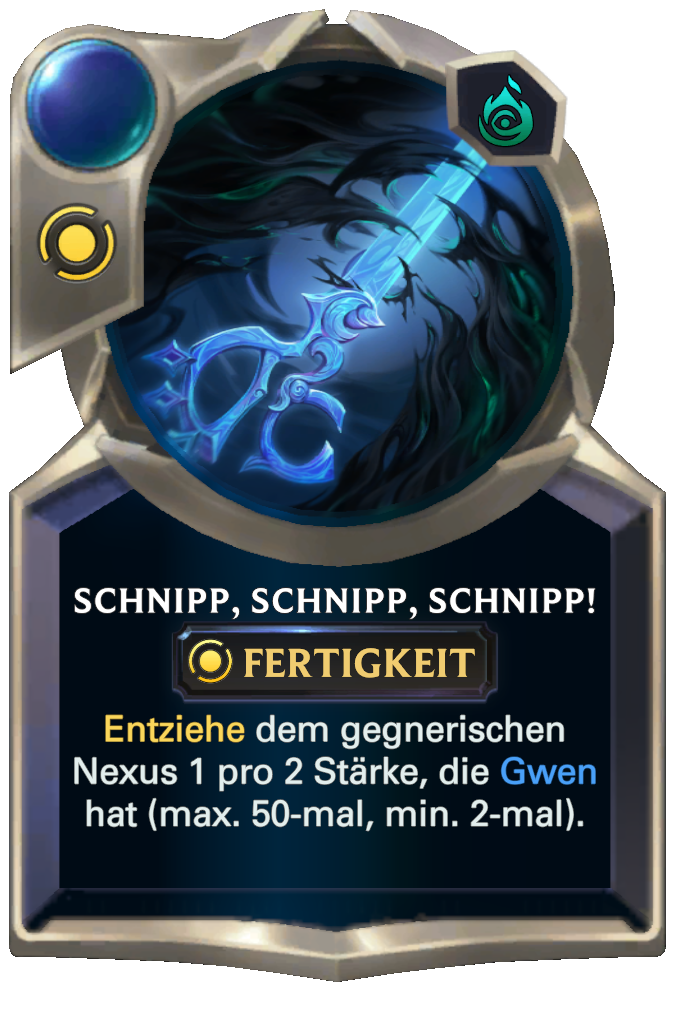 SCHNIPP, SCHNIPP, SCHNIPP!
FERTIGKEIT
Entziehe dem gegnerischen
Nexus 1 pro 2 Stärke, die Gwen
hat (max. 50-mal, min. 2-mal).